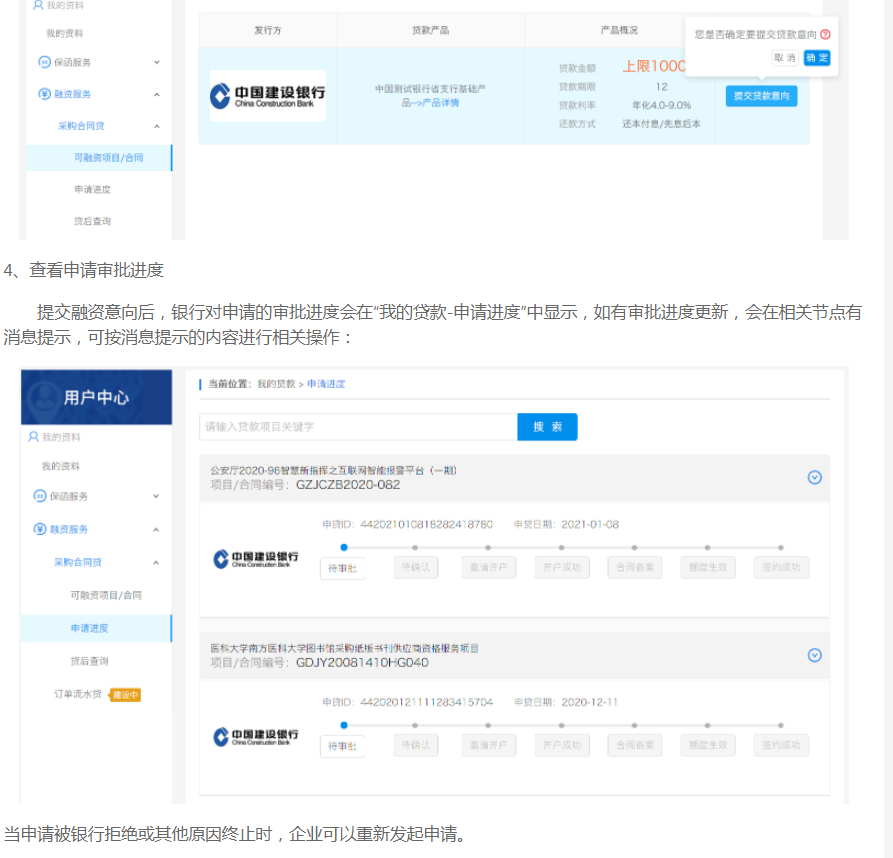 我的资料
我的资料
保函服务
融资服务
采购合同贷
可融资项目/合同
申请进度
贷后查询
发行方
贷款产品
产品概况
中国建设银行
China Construction Bank
中国测试银行省支行基础产
品-->产品详情
贷款金额 上限1000
贷款期限 12
贷款利率 年化4.0-9.0%
还款方式 还本付息/先息后本
您是否确定要提交贷款意向
取 消 确 定
提交贷款意向
4、查看申请审批进度
提交融资意向后，银行对申请的审批进度会在“我的贷款-申请进度”中显示，如有审批进度更新，会在相关节点有
消息提示，可按消息提示的内容进行相关操作：
用户中心
我的资料
我的资料
保函服务
融资服务
采购合同贷
可融资项目/合同
申请进度
贷后查询
订单流水贷 建设中
当前位置：我的贷款 > 申请进度
请输入贷款项目关键字
搜 索
公安厅2020-96智慧新指挥之互联网智能报警平台（一期）
项目/合同编号：GZJCZB2020-082
申贷ID：442021010818282418780 申贷日期：2021-01-08
中国建设银行
China Construction Bank
待审批 待确认 邀请开户 开户成功 合同备案 额度生效 签约成功
医科大学南方医科大学图书馆采购纸版书刊供应商资格服务项目
项目/合同编号：GDJY20081410HG040
申贷ID：442020121111283415704 申贷日期：2020-12-11
中国建设银行
China Construction Bank
待审批 待确认 邀请开户 开户成功 合同备案 额度生效 签约成功
当申请被银行拒绝或其他原因终止时，企业可以重新发起申请。